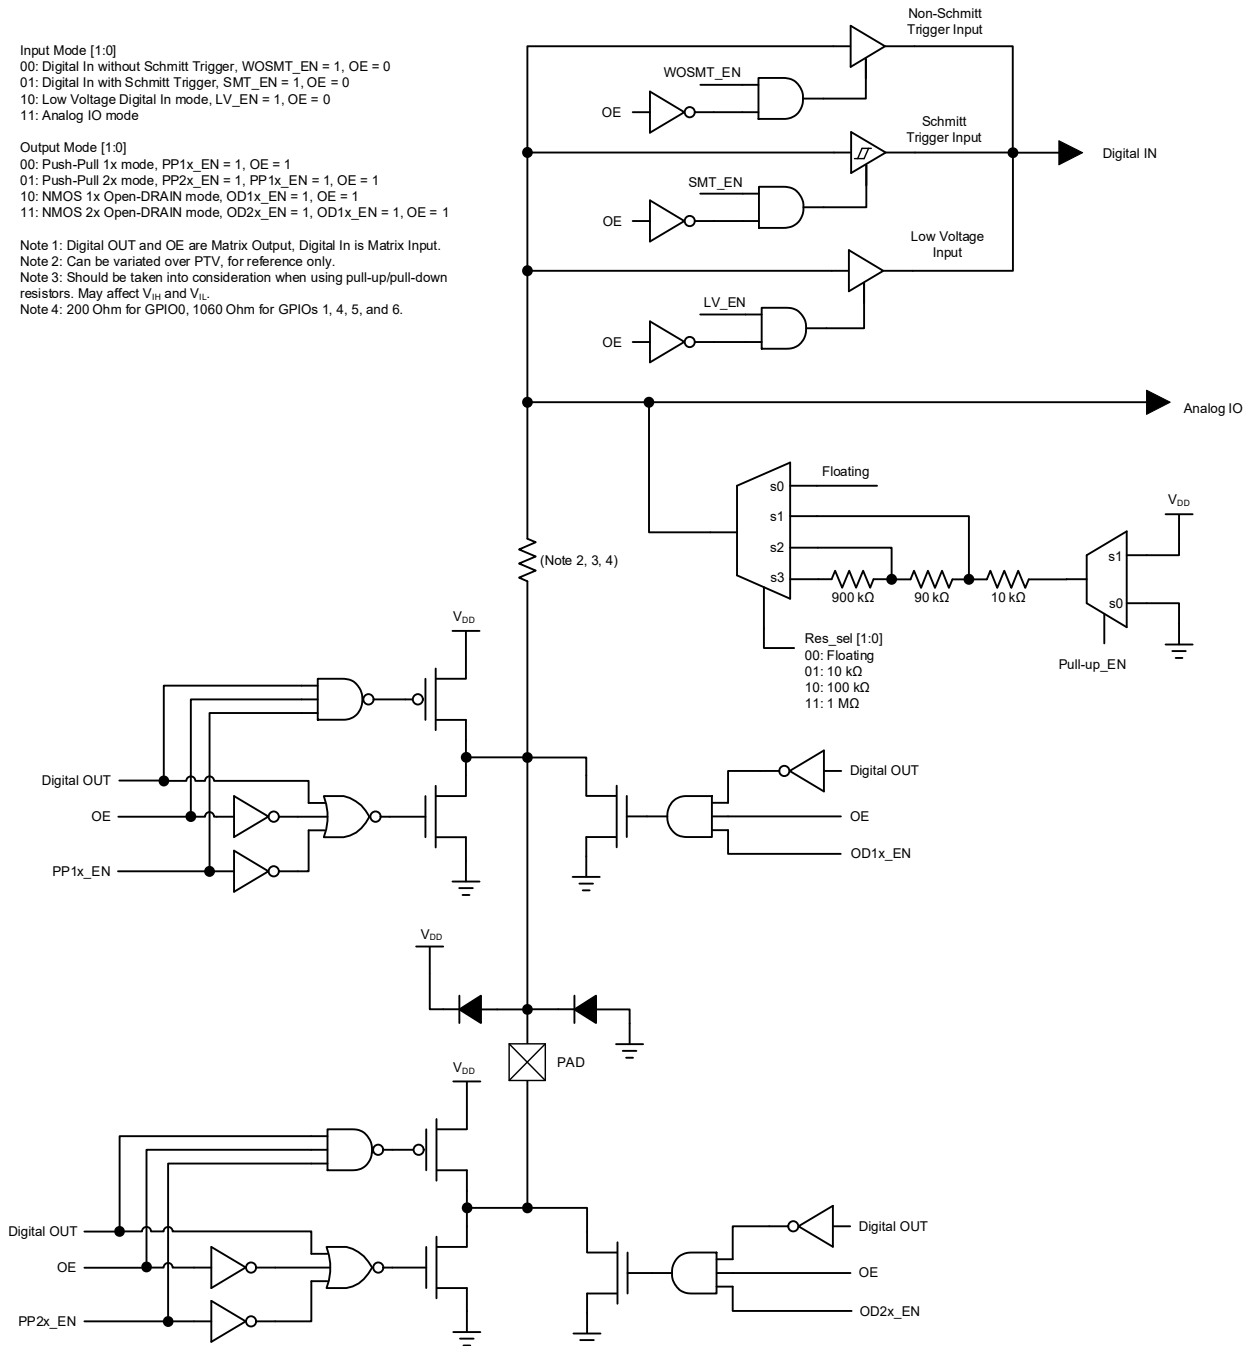 Input Mode [1:0]
00: Digital In without Schmitt Trigger, WOSMT_EN = 1, OE = 0
01: Digital In with Schmitt Trigger, SMT_EN = 1, OE = 0
10: Low Voltage Digital In mode, LV_EN = 1, OE = 0
11: Analog IO mode
Output Mode [1:0]
00: Push-Pull 1x mode, PP1x_EN = 1, OE = 1
01: Push-Pull 2x mode, PP2x_EN = 1, PP1x_EN = 1, OE = 1
10: NMOS 1x Open-DRAIN mode, OD1x_EN = 1, OE = 1
11: NMOS 2x Open-DRAIN mode, OD2x_EN = 1, OD1x_EN = 1, OE = 1
Note 1: Digital OUT and OE are Matrix Output, Digital In is Matrix Input.
Note 2: Can be variated over PTV, for reference only.
Note 3: Should be taken into consideration when using pull-up/pull-down
resistors. May affect VIH and VIL.
Note 4: 200 Ohm for GPIO0, 1060 Ohm for GPIOs 1, 4, 5, and 6.
Non-Schmitt
Trigger Input
WOSMT_EN
OE
Schmitt
Trigger Input
Digital IN
SMT_EN
OE
Low Voltage
Input
LV_EN
OE
Analog IO
Floating
s0
s1
s2
s3
900 kΩ
90 kΩ
10 kΩ
VDD
s1
s0
Pull-up_EN
Res_sel [1:0]
00: Floating
01: 10 kΩ
10: 100 kΩ
11: 1 MΩ
(Note 2, 3, 4)
VDD
Digital OUT
OE
PP1x_EN
Digital OUT
OE
OD1x_EN
VDD
PAD
VDD
Digital OUT
OE
PP2x_EN
Digital OUT
OE
OD2x_EN